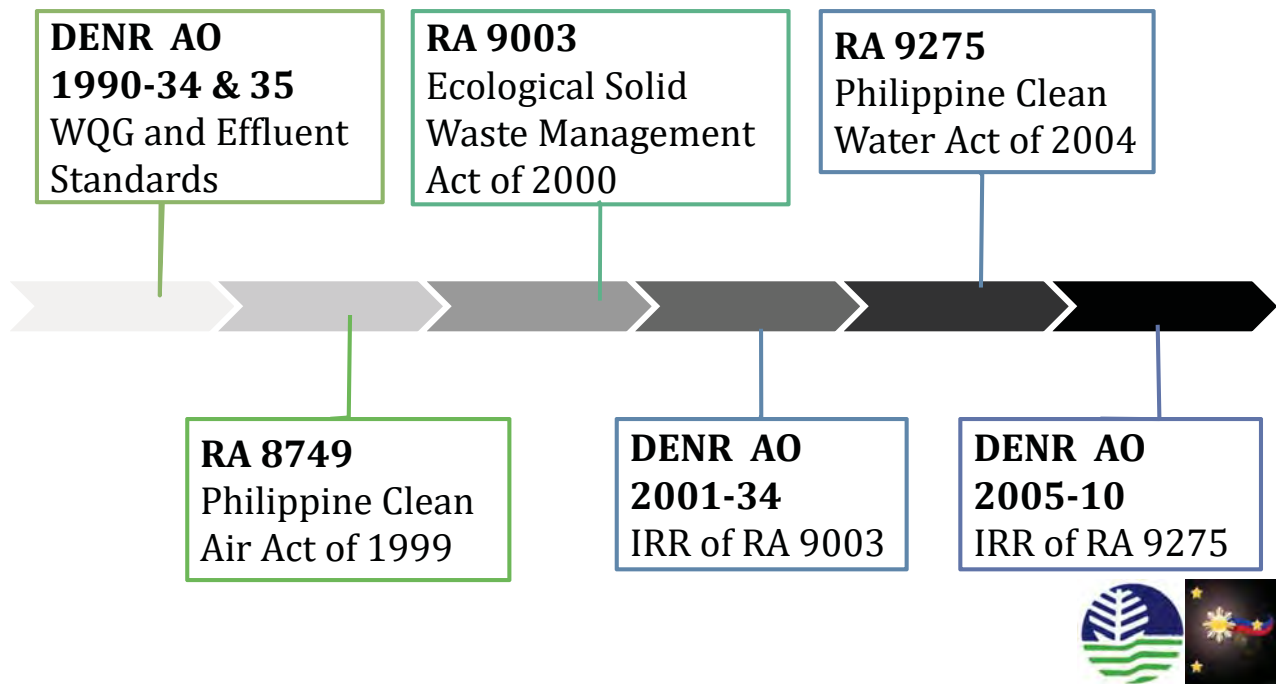 DENR AO
1990-34 & 35
WQG and Effluent
Standards
RA 9003
Ecological Solid
Waste Management
Act of 2000
RA 9275
Philippine Clean
Water Act of 2004
RA 8749
Philippine Clean
Air Act of 1999
DENR AO
2001-34
IRR of RA 9003
DENR AO
2005-10
IRR of RA 9275